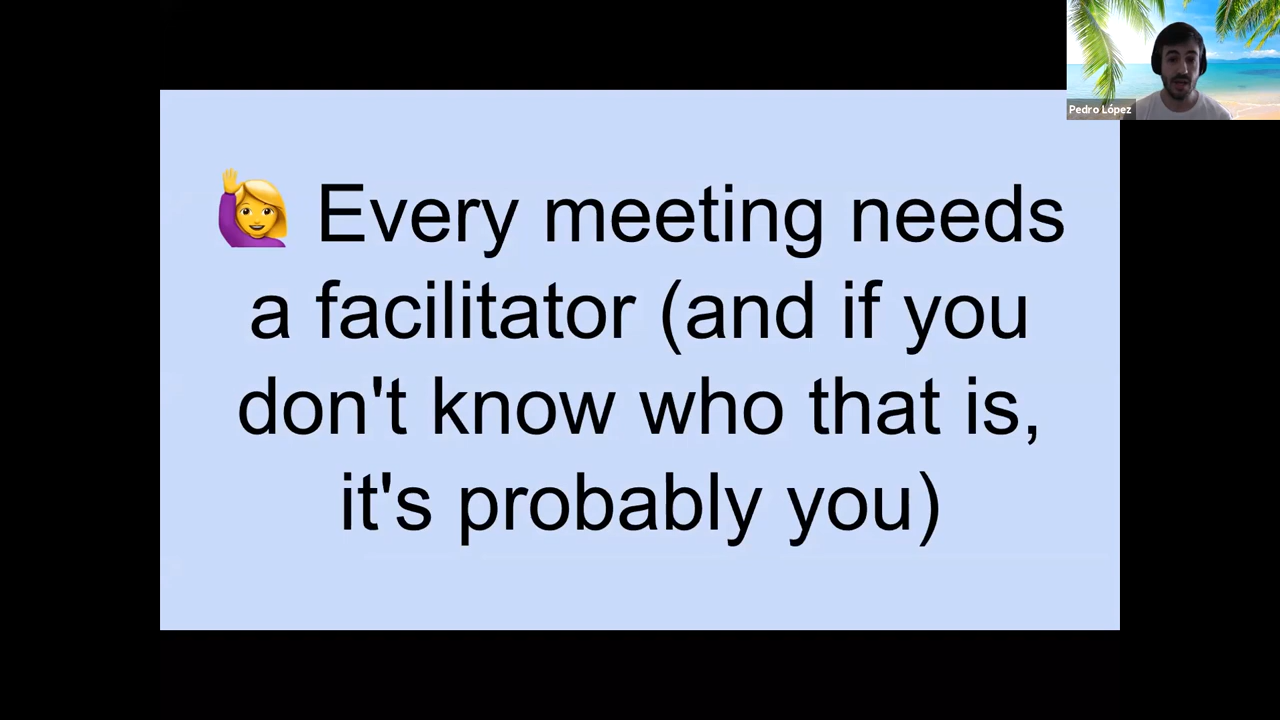 🙋‍♀️ Every meeting needs
a facilitator (and if you
don't know who that is,
it's probably you)
Pedro López